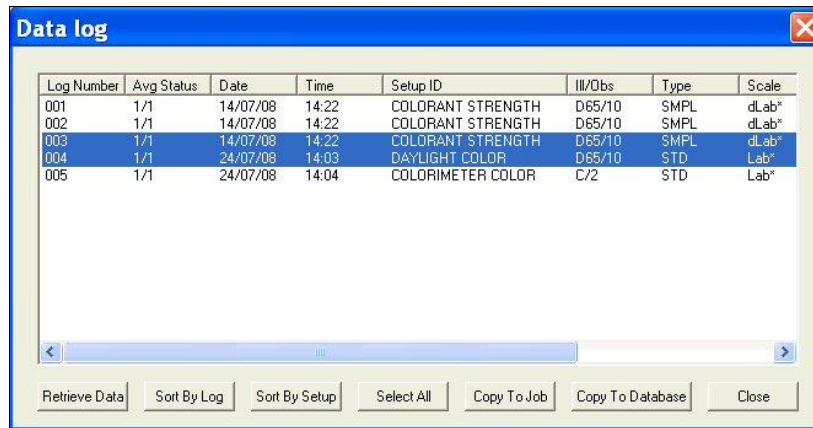 Data log
Log Number Avg Status Date Time Setup ID Ill/Obs Type Scale
001 1/1 14/07/08 14:22 COLORANT STRENGTH D65/10 SMPL dLab*
002 1/1 14/07/08 14:22 COLORANT STRENGTH D65/10 SMPL dLab*
003 1/1 14/07/08 14:22 COLORANT STRENGTH D65/10 SMPL dLab*
004 1/1 24/07/08 14:03 DAYLIGHT COLOR D65/10 STD Lab*
005 1/1 24/07/08 14:04 COLORIMETER COLOR C/2 STD Lab*
Retrieve Data Sort By Log Sort By Setup Select All Copy To Job Copy To Database Close